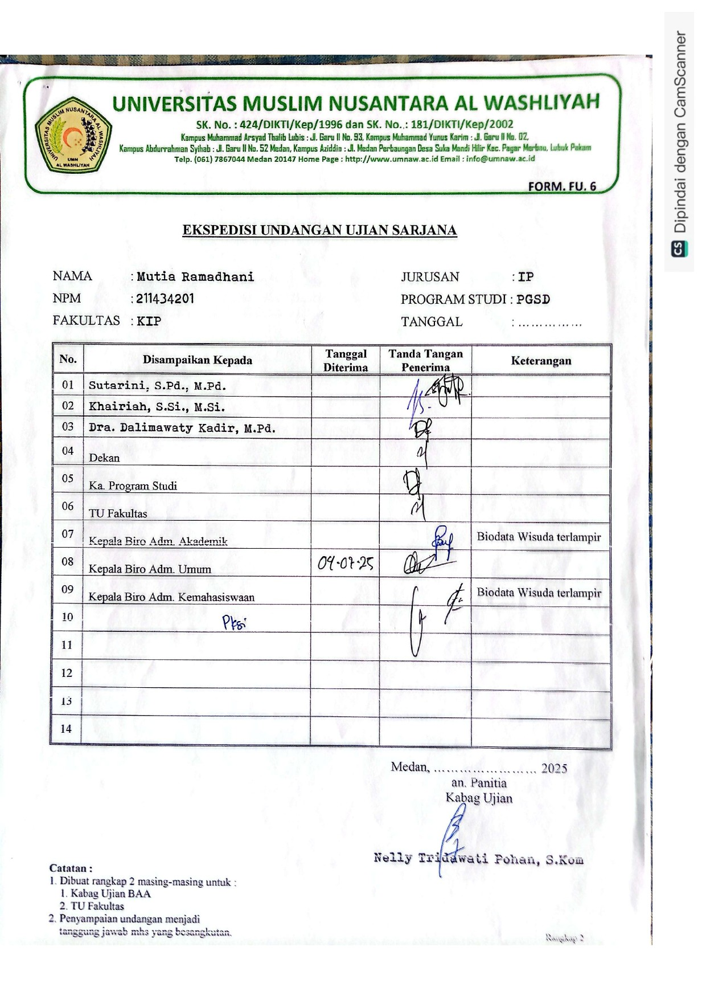 UNIVERSITAS MUSLIM NUSANTARA AL WASHLIYAH
SK. No. : 424/DIKTI/Kep/1996 dan SK. No.,: 181/DIKTI/Kep/2002
Kampus Muhammad Arsyad Thalib Lubis : Jl. Garu II No. 93, Kampus Muhammad Yunus Karim : Jl. Garu II No. 02,
Kampus Abdurrahman Syihab : Jl. Garu II No. 52 Medan, Kampus Aziddin : Jl. Medan Perbaungan Desa Suka Mandi Hilir Kec. Pagar Merbau, Lubuk Pakam
Telp. (061) 7867044 Medan 20147 Home Page : http://www.umnaw.ac.id Email : info@umnaw.ac.id
UNIVERSITAS MUSLIM NUSANTARA AL WASHLIYAH
UMN
AL WASHLIYAH
FORM. FU. 6
EKSPEDISI UNDANGAN UJIAN SARJANA
NAMA : Mutia Ramadhani JURUSAN : IP
NPM : 211434201 PROGRAM STUDI : PGSD
FAKULTAS : KIP TANGGAL : ...............
No. Disampaikan Kepada Tanggal Diterima Tanda Tangan Penerima Keterangan
01 Sutarini, S.Pd., M.Pd.
02 Khairiah, S.Si., M.Si.
03 Dra. Dalimawaty Kadir, M.Pd.
04 Dekan
05 Ka. Program Studi
06 TU Fakultas
07 Kepala Biro Adm. Akademik Biodata Wisuda terlampir
08 Kepala Biro Adm. Umum 04-07-25
09 Kepala Biro Adm. Kemahasiswaan Biodata Wisuda terlampir
10 Pksi
11
12
13
14
Medan, ........................ 2025
an. Panitia
Kabag Ujian
Nelly Tridawati Pohan, S.Kom
Catatan :
1. Dibuat rangkap 2 masing-masing untuk :
1. Kabag Ujian BAA
2. TU Fakultas
2. Penyampaian undangan menjadi
tanggung jawab mhs yang besangkutan.
Rangkap 2
CS Dipindai dengan CamScanner